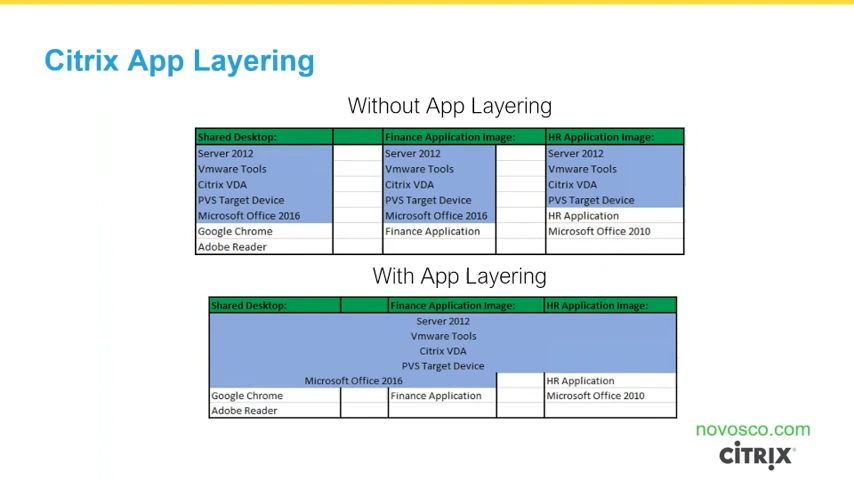 Citrix App Layering
Without App Layering
Shared Desktop: Finance Application Image: HR Application Image:
Server 2012 Server 2012 Server 2012
Vmware Tools Vmware Tools Vmware Tools
Citrix VDA Citrix VDA Citrix VDA
PVS Target Device PVS Target Device PVS Target Device
Microsoft Office 2016 Microsoft Office 2016 HR Application
Google Chrome Finance Application Microsoft Office 2010
Adobe Reader
With App Layering
Shared Desktop: Finance Application Image: HR Application Image:
Server 2012
Vmware Tools
Citrix VDA
PVS Target Device
Microsoft Office 2016 HR Application
Google Chrome Finance Application Microsoft Office 2010
Adobe Reader
novosco.com
CITRIX